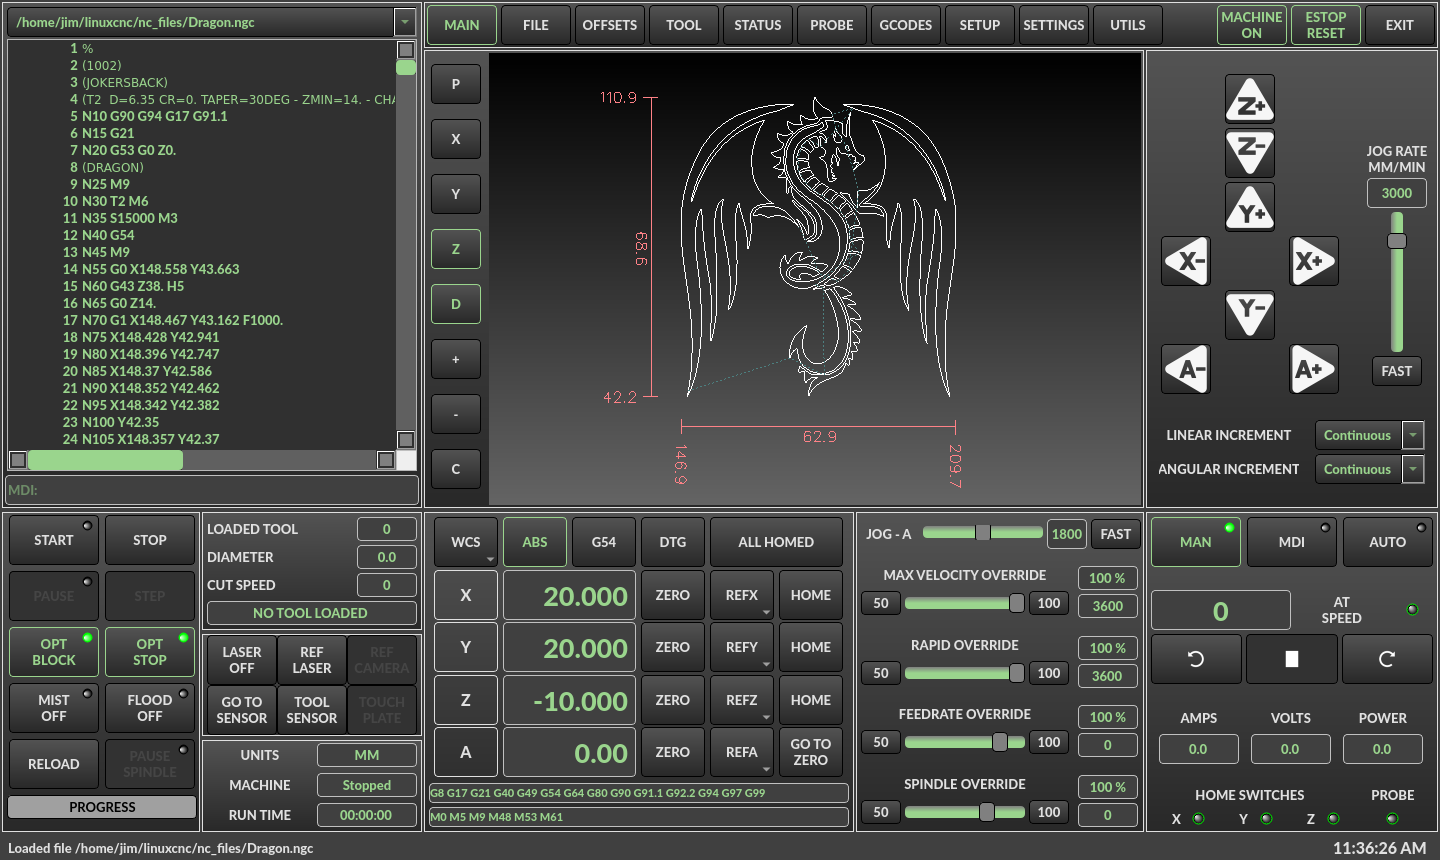 /home/jim/linuxcnc/nc_files/Dragon.ngc
1 %
2 (1002)
3 (JOKERSBACK)
4 (T2  D=6.35 CR=0. TAPER=30DEG - ZMIN=14. - CHA
5 N10 G90 G94 G17 G91.1
6 N15 G21
7 N20 G53 G0 Z0.
8 (DRAGON)
9 N25 M9
10 N30 T2 M6
11 N35 S15000 M3
12 N40 G54
13 N45 M9
14 N55 G0 X148.558 Y43.663
15 N60 G43 Z38. H5
16 N65 G0 Z14.
17 N70 G1 X148.467 Y43.162 F1000.
18 N75 X148.428 Y42.941
19 N80 X148.396 Y42.747
20 N85 X148.37 Y42.586
21 N90 X148.352 Y42.462
22 N95 X148.342 Y42.382
23 N100 Y42.35
24 N105 X148.357 Y42.37
MDI:
MAIN FILE OFFSETS TOOL STATUS PROBE GCODES SETUP SETTINGS UTILS
MACHINE ON
ESTOP RESET
EXIT
P
X
Y
Z
D
+
-
C
110.9
68.6
42.2
62.9
146.9
209.7
Z+
Z-
Y+
X- X+
Y-
A- A+
JOG RATE
MM/MIN
3000
FAST
LINEAR INCREMENT Continuous
ANGULAR INCREMENT Continuous
START STOP
PAUSE STEP
OPT BLOCK
OPT STOP
MIST OFF
FLOOD OFF
RELOAD
PAUSE SPINDLE
PROGRESS
LOADED TOOL 0
DIAMETER 0.0
CUT SPEED 0
NO TOOL LOADED
LASER OFF
REF LASER
REF CAMERA
GO TO SENSOR
TOOL SENSOR
TOUCH PLATE
UNITS MM
MACHINE Stopped
RUN TIME 00:00:00
WCS ABS G54 DTG ALL HOMED
X 20.000 ZERO REFX HOME
Y 20.000 ZERO REFY HOME
Z -10.000 ZERO REFZ HOME
A 0.00 ZERO REFA GO TO ZERO
G8 G17 G21 G40 G49 G54 G64 G80 G90 G91.1 G92.2 G94 G97 G99
M0 M5 M9 M48 M53 M61
JOG - A 1800 FAST
MAX VELOCITY OVERRIDE 100 %
50 100 3600
RAPID OVERRIDE 100 %
50 100 3600
FEEDRATE OVERRIDE 100 %
50 100 0
SPINDLE OVERRIDE 100 %
50 100 0
MAN MDI AUTO
0
AT SPEED
AMPS VOLTS POWER
0.0 0.0 0.0
HOME SWITCHES PROBE
X Y Z
Loaded file /home/jim/linuxcnc/nc_files/Dragon.ngc
11:36:26 AM